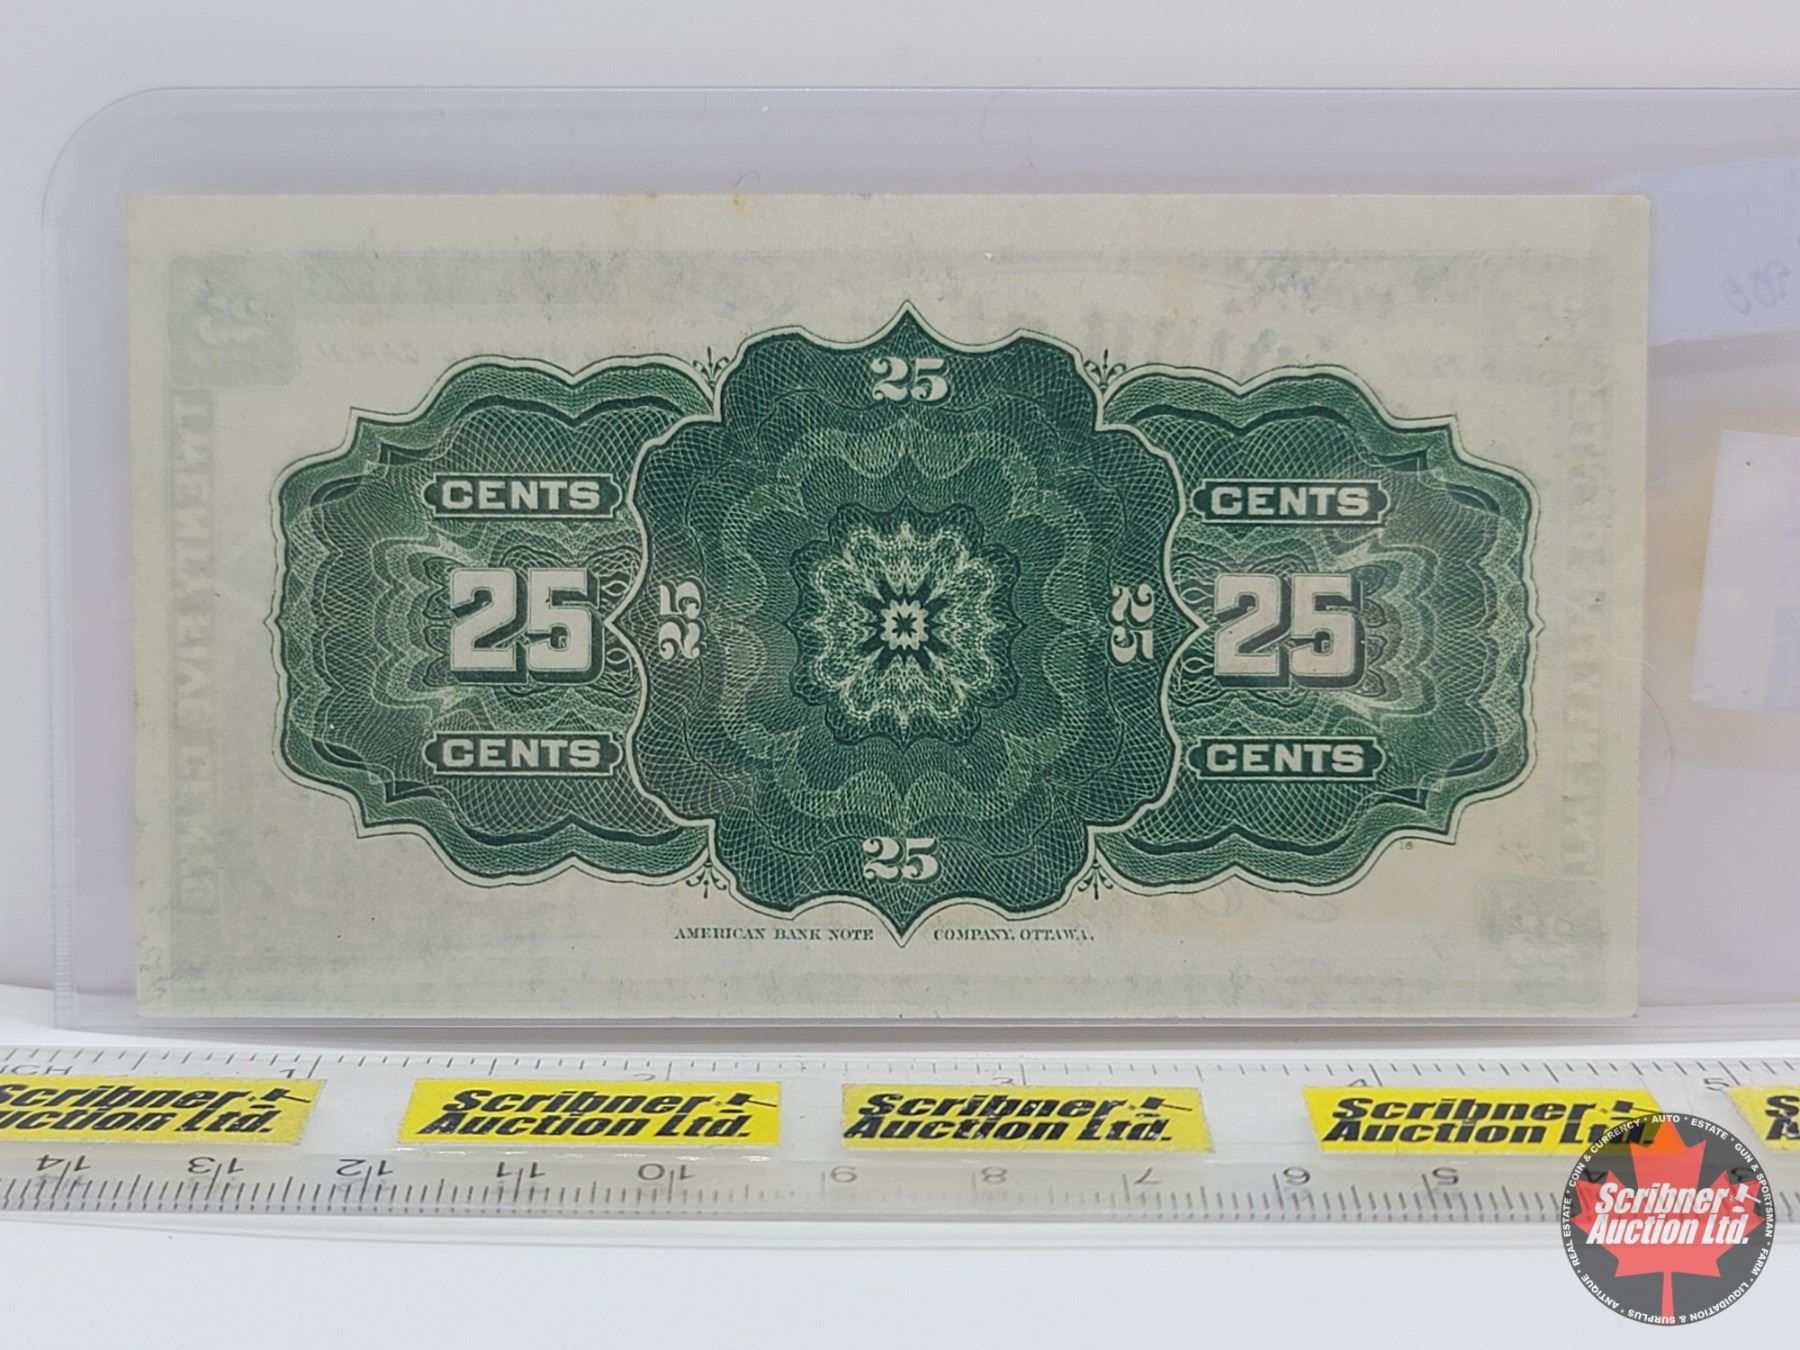 25
CENTS CENTS
25 25 25 25
CENTS CENTS
25
AMERICAN BANK NOTE COMPANY, OTTAWA.
1 2 3 4 5
Scribner Scribner Scribner Scribner
Auction Ltd. Auction Ltd. Auction Ltd. Auction Ltd.
14 13 12 11 10 9 8 7 6 5 4 3
COIN & CURRENCY • AUTO • ESTATE • GUN & SPORTSMAN • FARM • LIQUIDATION & SURPLUS • ANTIQUE • REAL ESTATE
Scribner
Auction Ltd.